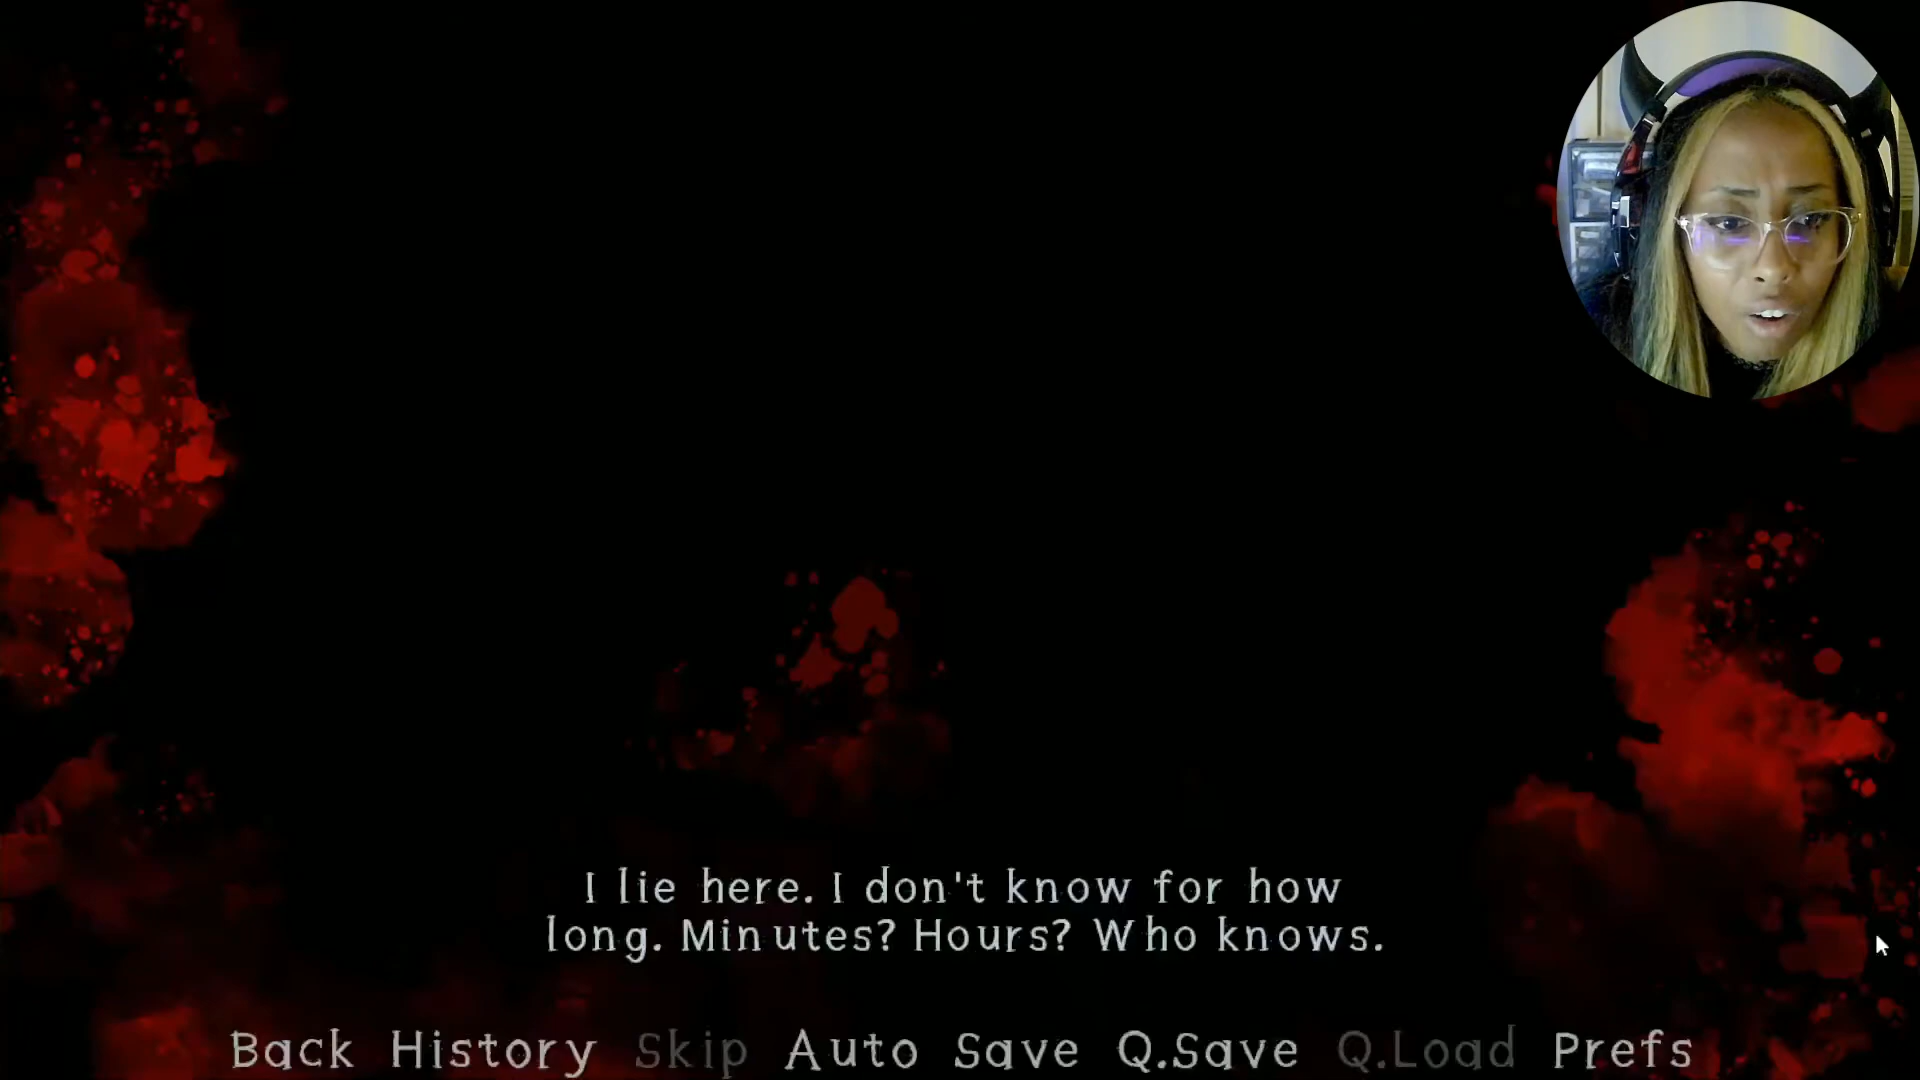 I lie here. I don't know for how
long. Minutes? Hours? Who knows.
Back History Skip Auto Save Q.Save Q.Load Prefs